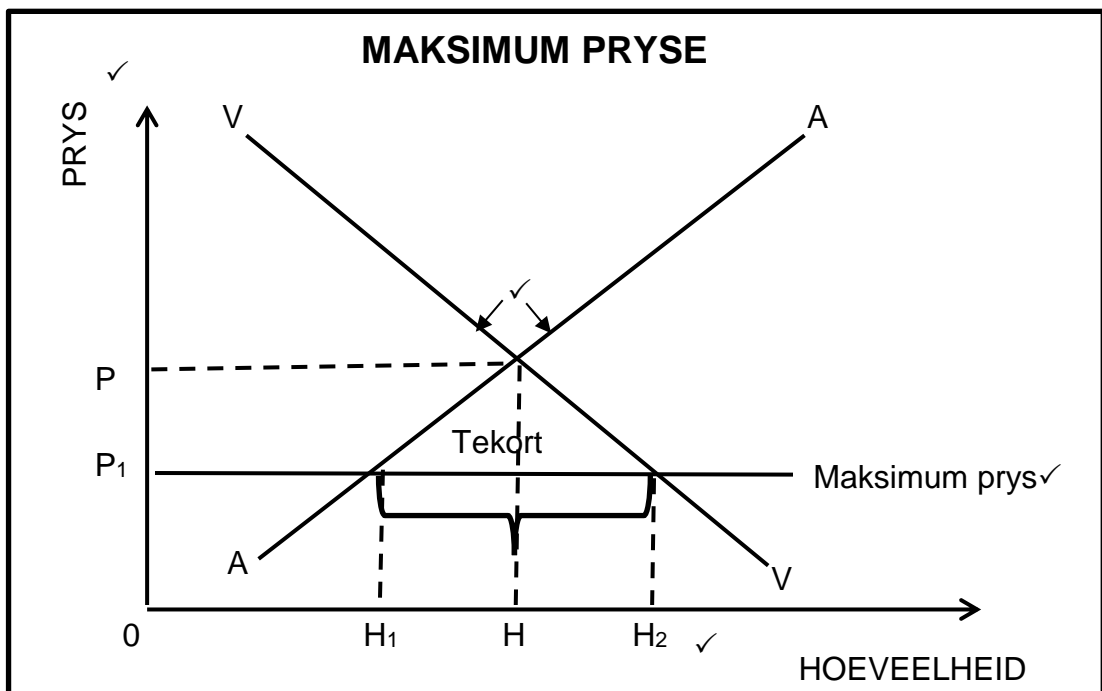 MAKSIMUM PRYSE
✓
PRYS
V
A
✓
P
Tekort
P₁
Maksimum prys✓
A
V
0
H₁
H
H₂ ✓
HOEVEELHEID